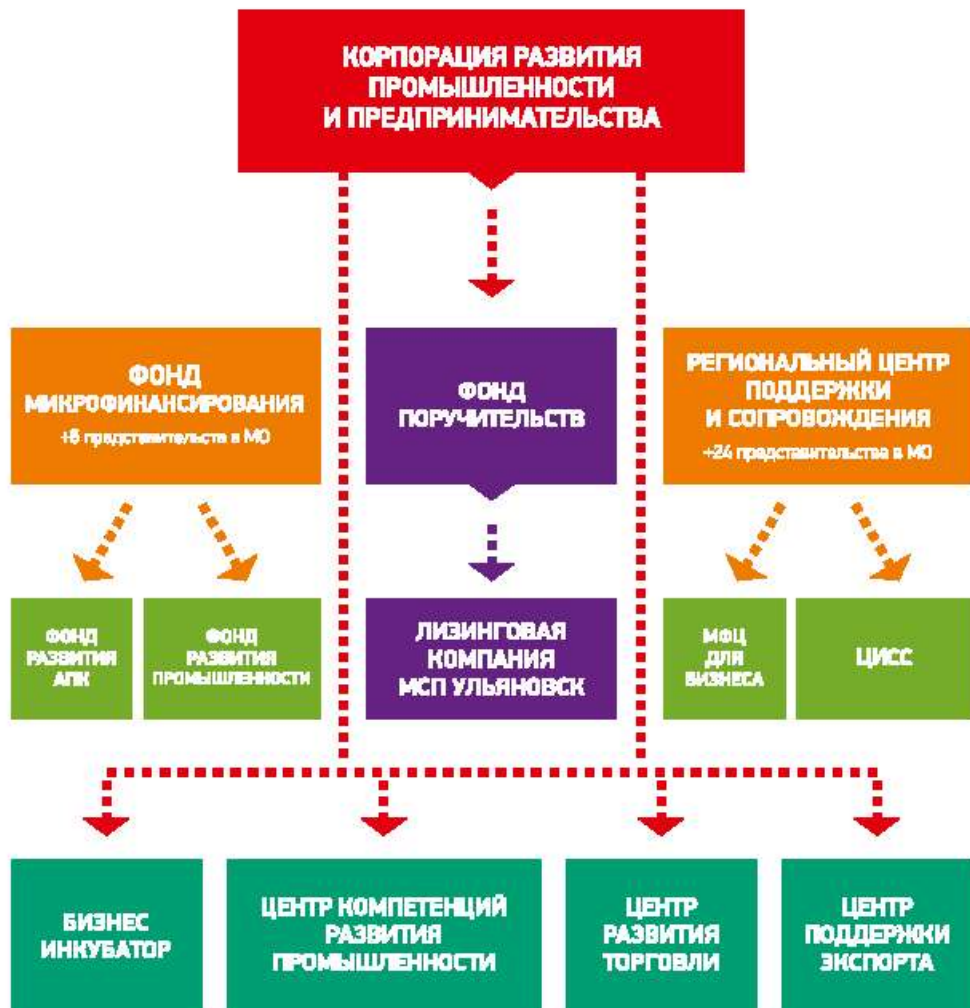 КОРПОРАЦИЯ РАЗВИТИЯ
ПРОМЫШЛЕННОСТИ
И ПРЕДПРИНИМАТЕЛЬСТВА
ФОНД
МИКРОФИНАНСИРОВАНИЯ
представительств в МО
ФОНД
ПОРУЧИТЕЛЬСТВ
РЕГИОНАЛЬНЫЙ ЦЕНТР
ПОДДЕРЖКИ
И СОПРОВОЖДЕНИЯ
+24 представительства в МО
ФОНД
РАЗВИТИЯ
АПК
ФОНД
РАЗВИТИЯ
ПРОМЫШЛЕННОСТИ
ЛИЗИНГОВАЯ
КОМПАНИЯ
МСП УЛЬЯНОВСК
МФЦ
ДЛЯ
БИЗНЕСА
ЦИСС
БИЗНЕС
ИНКУБАТОР
ЦЕНТР КОМПЕТЕНЦИЙ
РАЗВИТИЯ
ПРОМЫШЛЕННОСТИ
ЦЕНТР
РАЗВИТИЯ
ТОРГОВЛИ
ЦЕНТР
ПОДДЕРЖКИ
ЭКСПОРТА